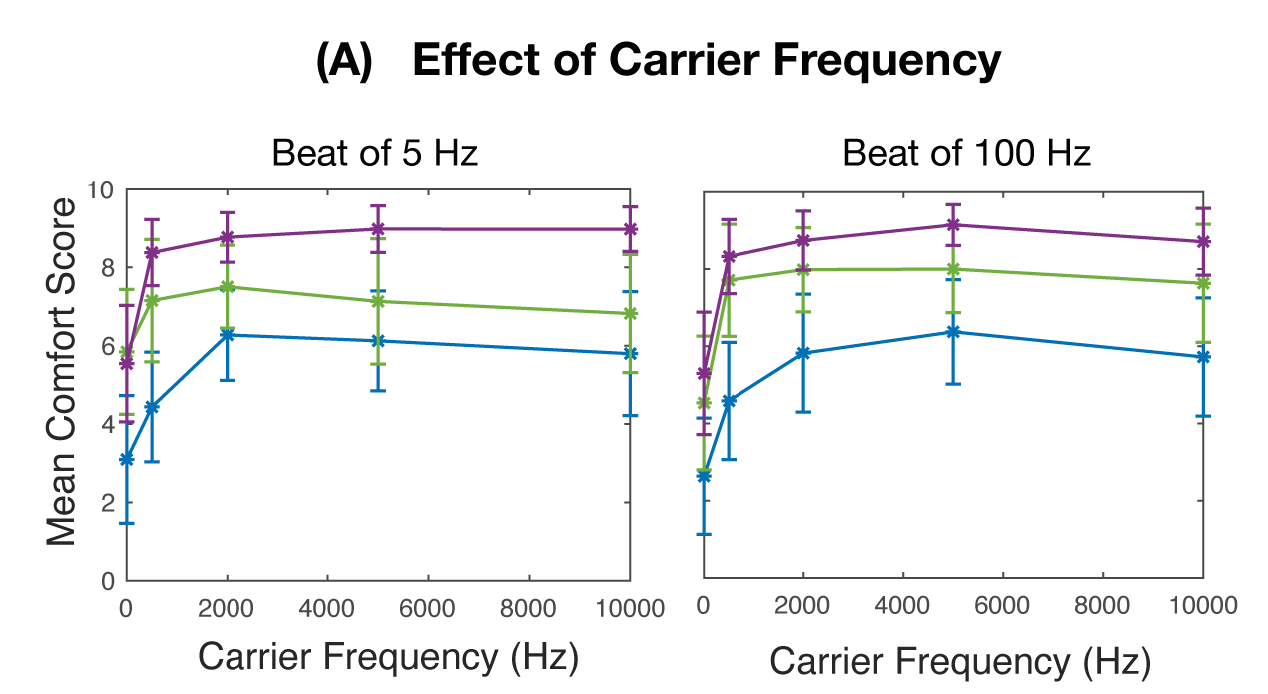 (A) Effect of Carrier Frequency
Beat of 5 Hz
Beat of 100 Hz
Mean Comfort Score
10
8
6
4
2
0
0 2000 4000 6000 8000 10000
0 2000 4000 6000 8000 10000
Carrier Frequency (Hz)
Carrier Frequency (Hz)